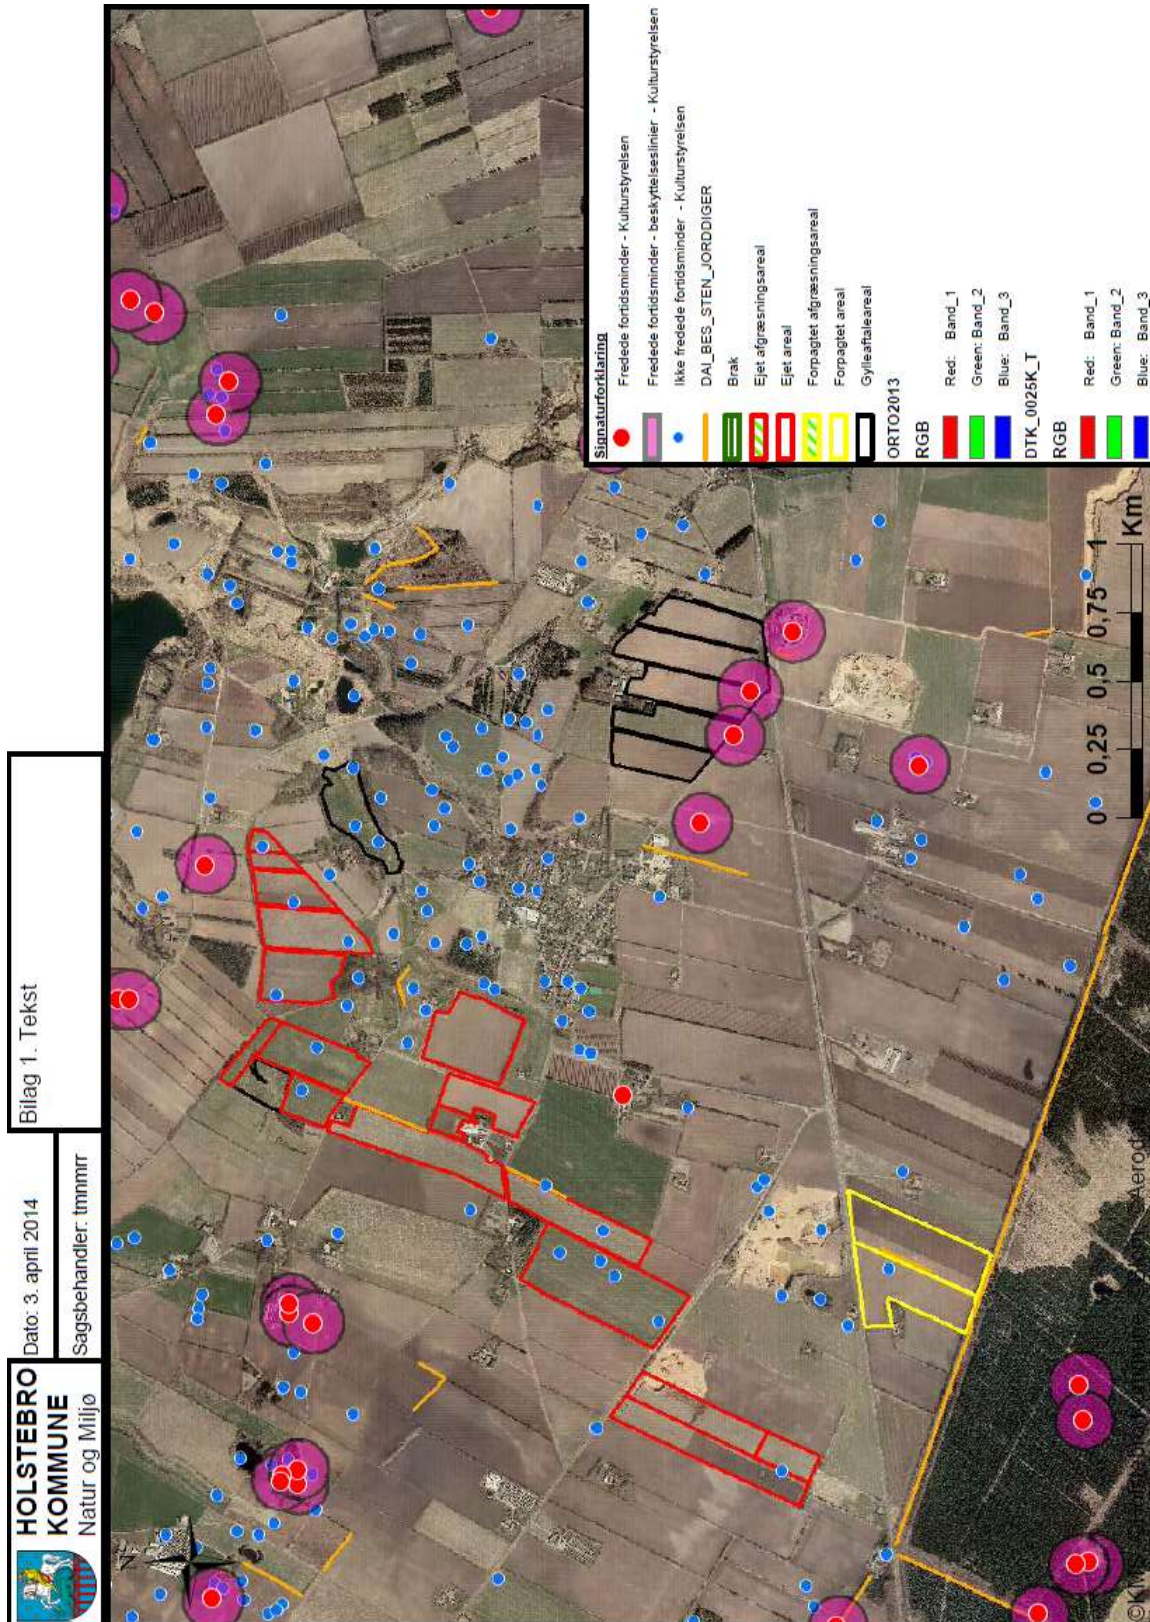 HOLSTEBRO
KOMMUNE
Natur og Miljø
Dato: 3. april 2014
Sagsbehandler: tmnmrr
Bilag 1. Tekst
N
Signaturforklaring
Fredede fortidsminder - Kulturstyrelsen
Fredede fortidsminder - beskyttelseslinier - Kulturstyrelsen
Ikke fredede fortidsminder - Kulturstyrelsen
DAI_BES_STEN_JORDDIGER
Brak
Ejet afgræsningsareal
Ejet areal
Forpagtet afgræsningsareal
Forpagtet areal
Gylleaftaleareal
ORTO2013
RGB
Red: Band_1
Green: Band_2
Blue: Band_3
DTK_0025K_T
RGB
Red: Band_1
Green: Band_2
Blue: Band_3
0 0,25 0,5 0,75 1
Km